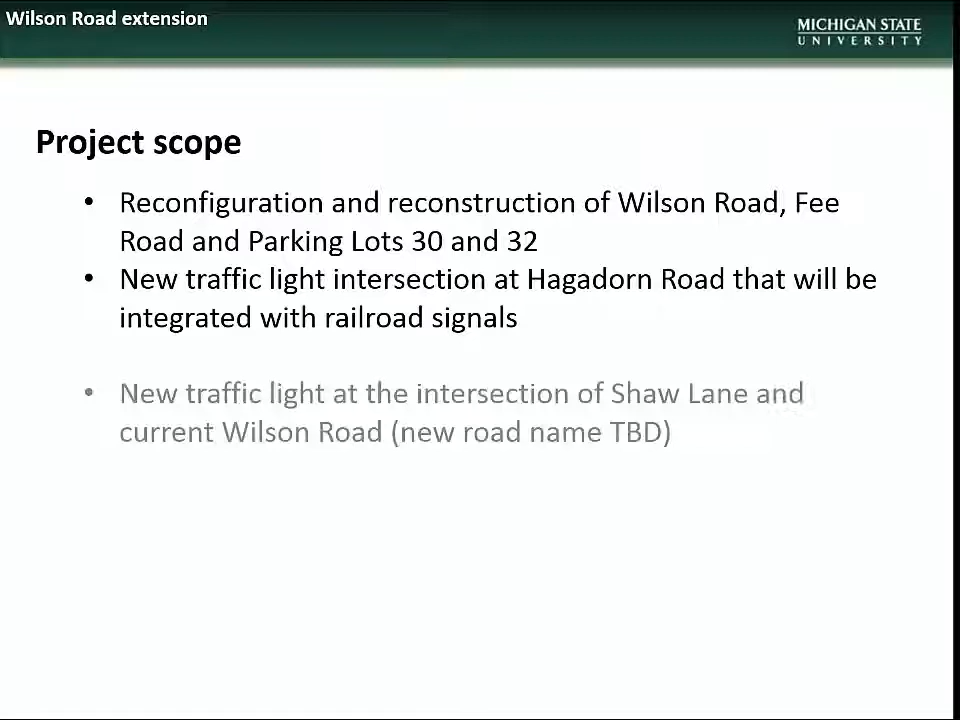 Wilson Road extension
MICHIGAN STATE
UNIVERSITY
Project scope
• Reconfiguration and reconstruction of Wilson Road, Fee
Road and Parking Lots 30 and 32
• New traffic light intersection at Hagadorn Road that will be
integrated with railroad signals
• New traffic light at the intersection of Shaw Lane and
current Wilson Road (new road name TBD)